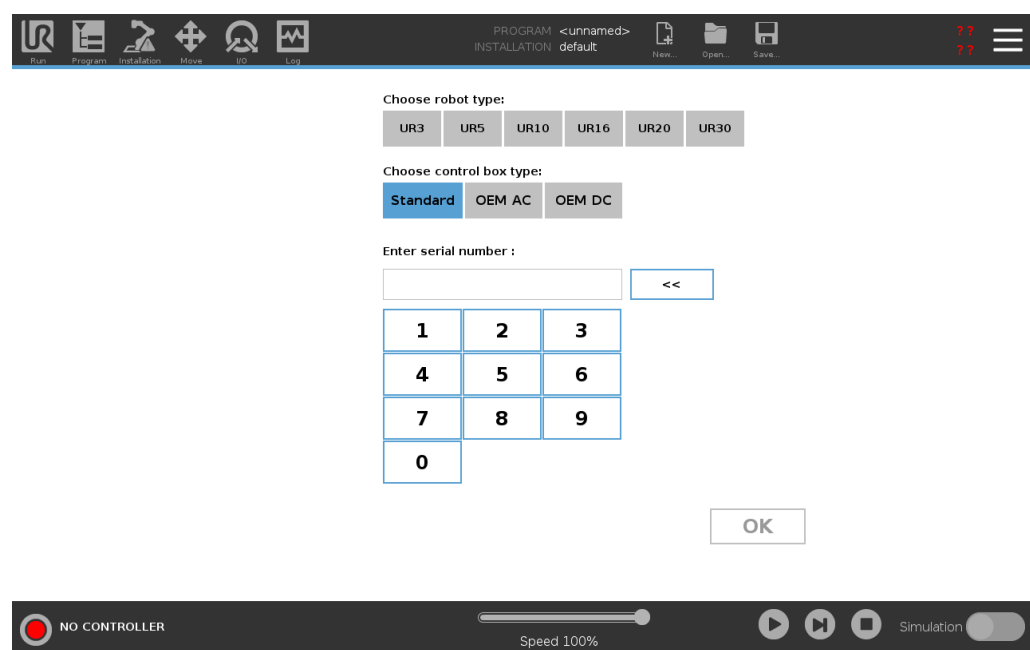 UR
PROGRAM <unnamed>
INSTALLATION default
Run Program Installation Move I/O Log New... Open... Save...
? ?
? ?
Choose robot type:
UR3 UR5 UR10 UR16 UR20 UR30
Choose control box type:
Standard OEM AC OEM DC
Enter serial number :
<<
1 2 3
4 5 6
7 8 9
0
OK
NO CONTROLLER
Speed 100%
Simulation